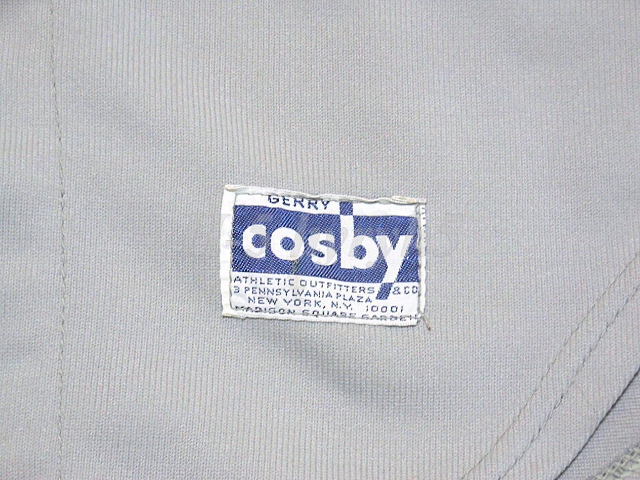 GERRY
cosby
ATHLETIC OUTFITTERS & CO
3 PENNSYLVANIA PLAZA
NEW YORK, N.Y. 10001
MADISON SQUARE GARDEN